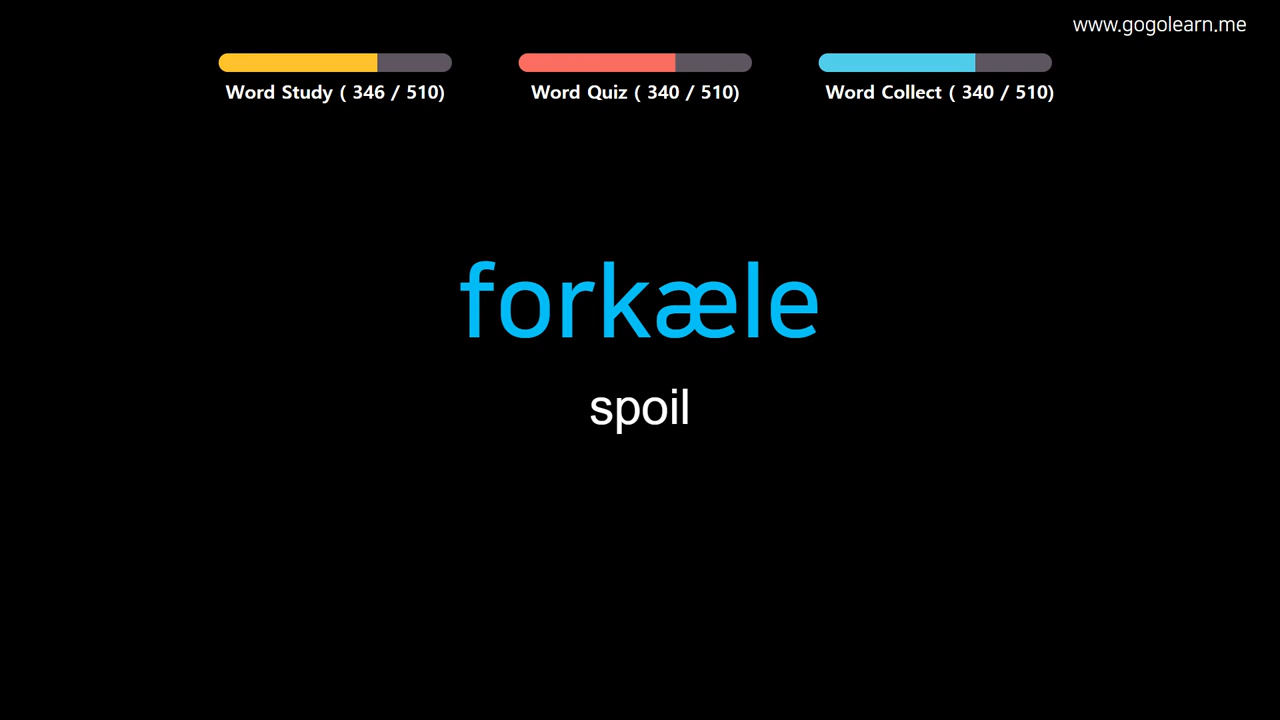 www.gogolearn.me
Word Study ( 346 / 510)
Word Quiz ( 340 / 510)
Word Collect ( 340 / 510)
forkæle
spoil